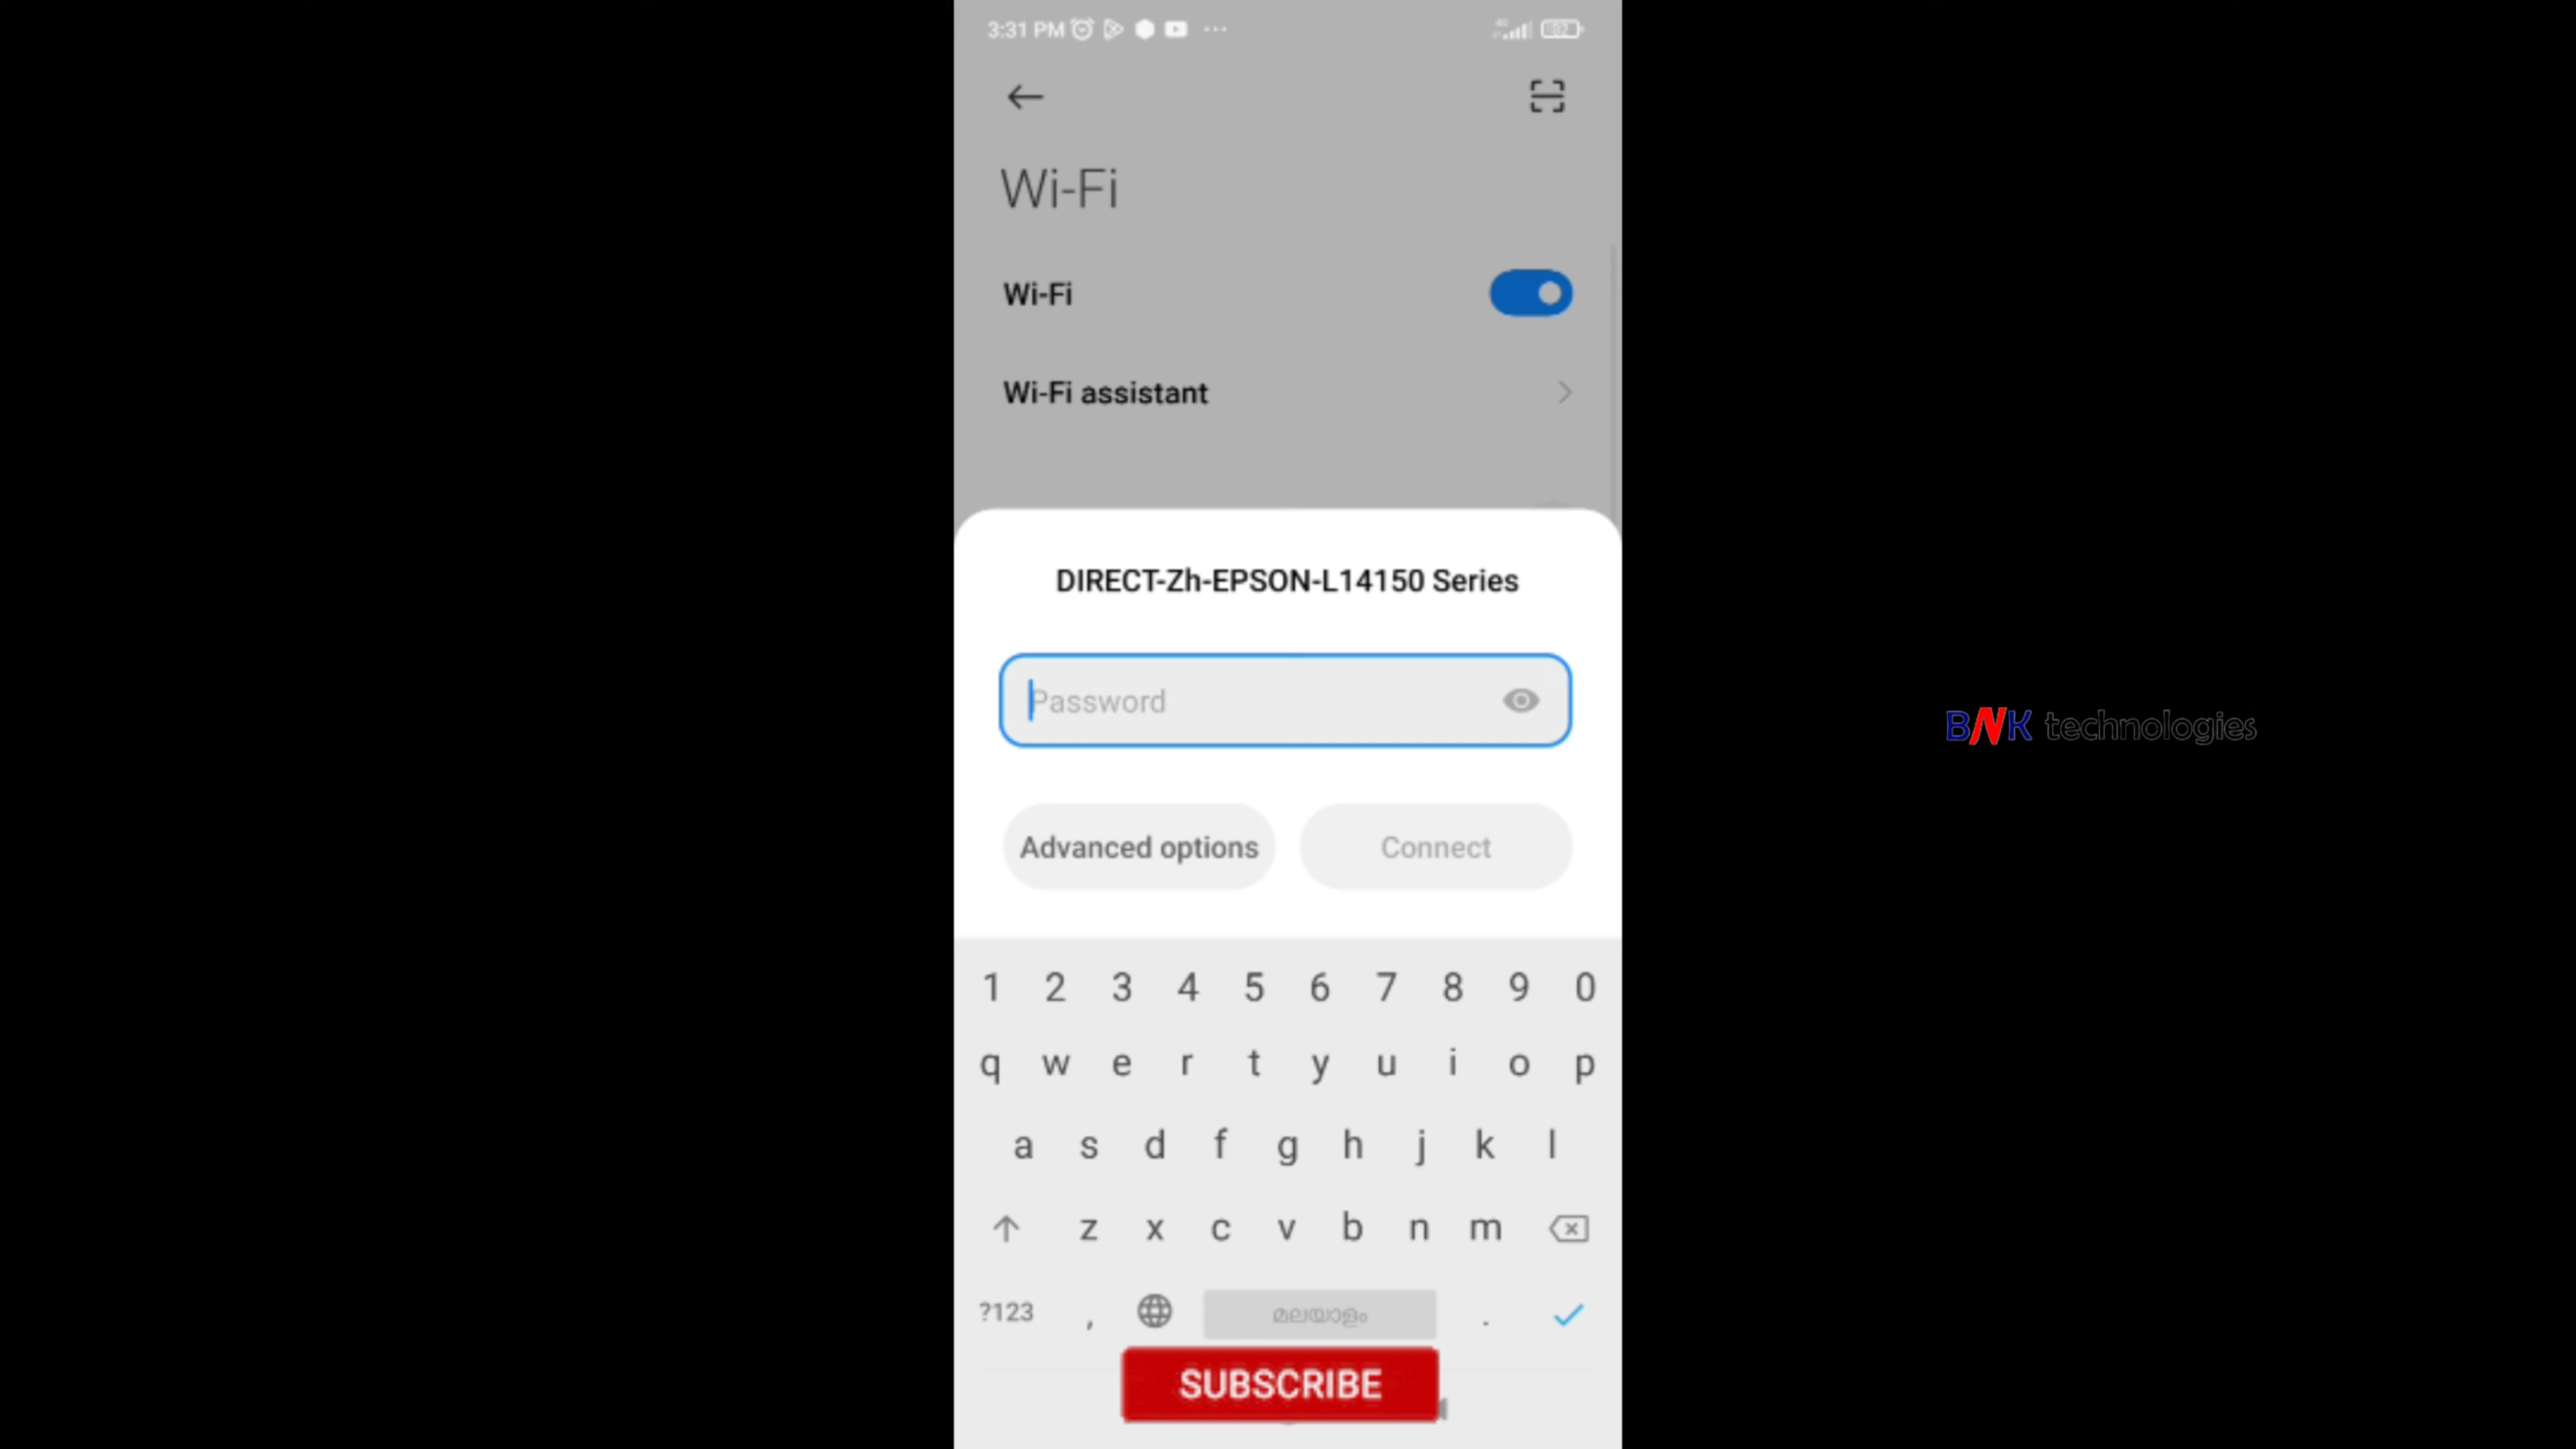 3:31 PM
Wi-Fi
Wi-Fi
Wi-Fi assistant
DIRECT-Zh-EPSON-L14150 Series
Password
Advanced options Connect
BNK technologies
1 2 3 4 5 6 7 8 9 0
q w e r t y u i o p
a s d f g h j k l
z x c v b n m
?123 , മലയാളം .
SUBSCRIBE